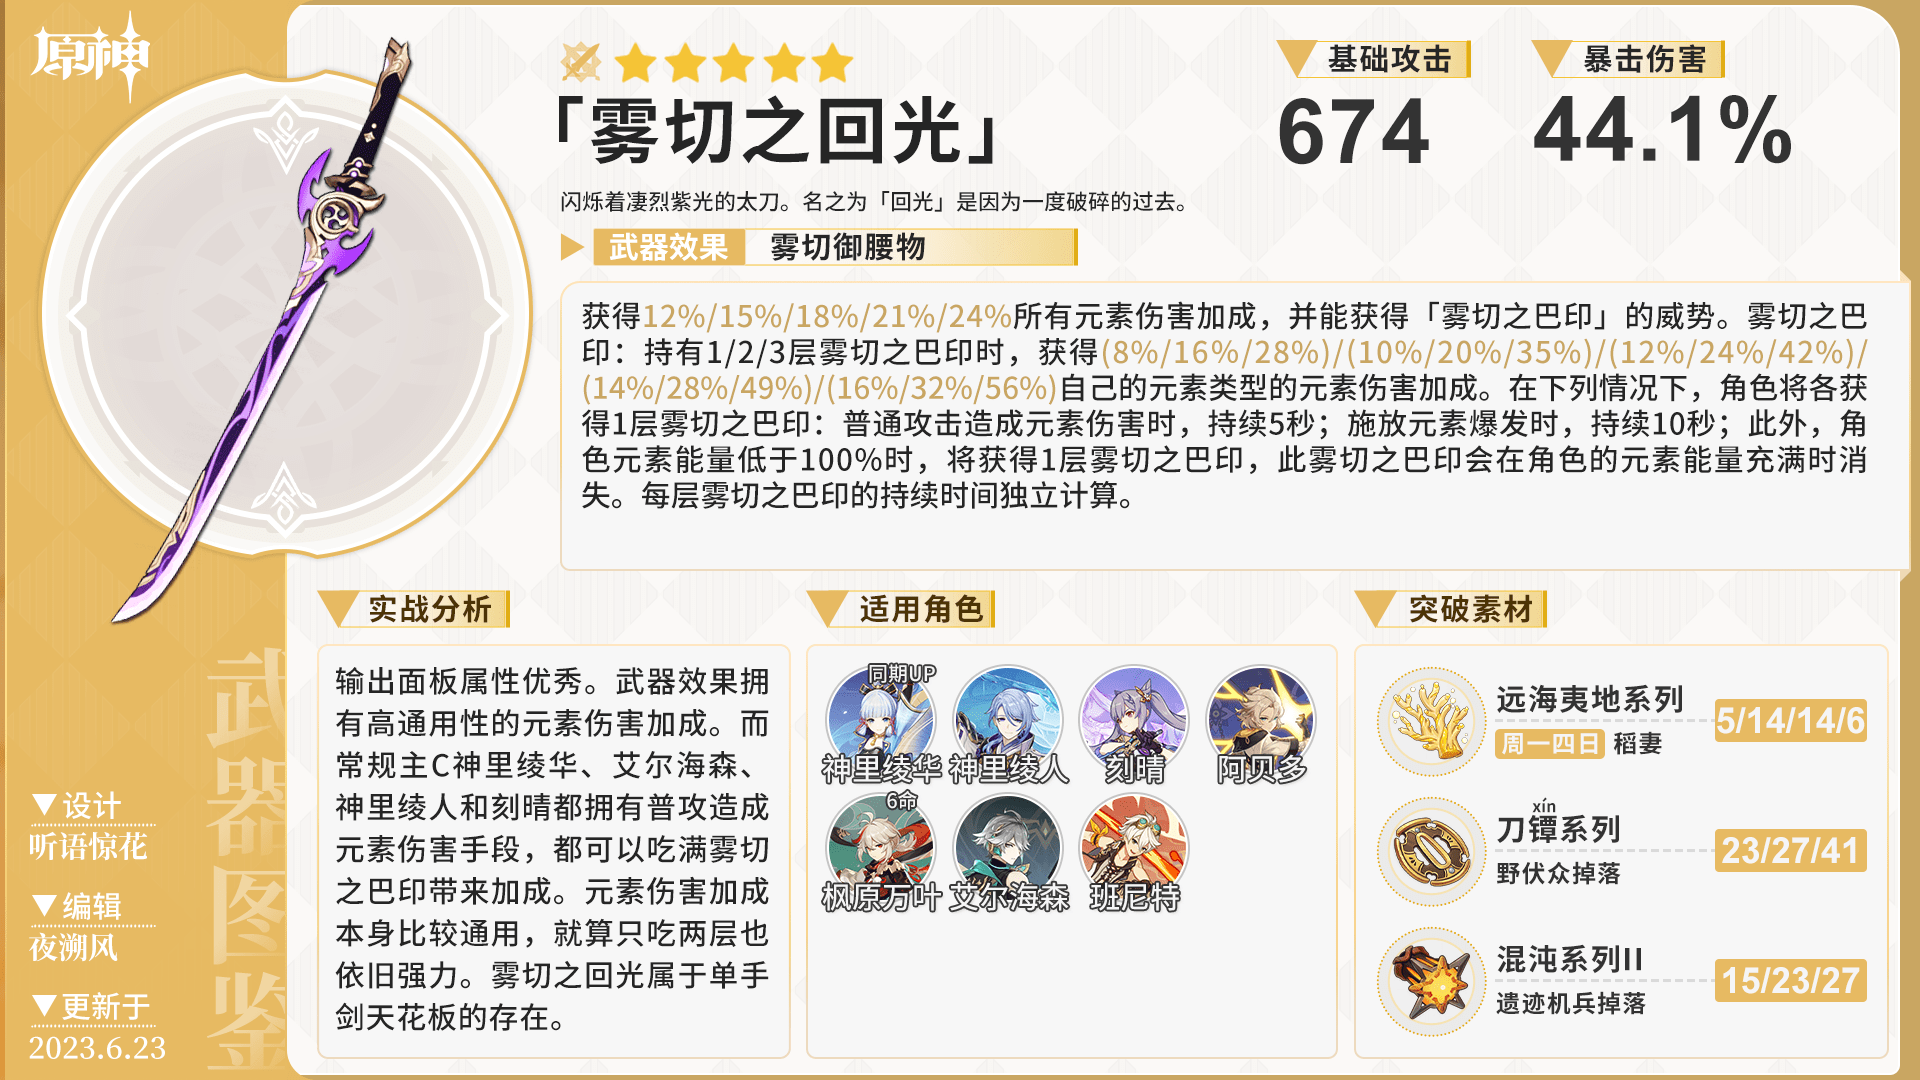 原神
「雾切之回光」
闪烁着凄烈紫光的太刀。名之为「回光」是因为一度破碎的过去。
基础攻击
674
暴击伤害
44.1%
武器效果 雾切御腰物
获得12%/15%/18%/21%/24%所有元素伤害加成，并能获得「雾切之巴印」的威势。雾切之巴
印：持有1/2/3层雾切之巴印时，获得(8%/16%/28%)/(10%/20%/35%)/(12%/24%/42%)/
(14%/28%/49%)/(16%/32%/56%)自己的元素类型的元素伤害加成。在下列情况下，角色将各获
得1层雾切之巴印：普通攻击造成元素伤害时，持续5秒；施放元素爆发时，持续10秒；此外，角
色元素能量低于100%时，将获得1层雾切之巴印，此雾切之巴印会在角色的元素能量充满时消
失。每层雾切之巴印的持续时间独立计算。
实战分析
输出面板属性优秀。武器效果拥
有高通用性的元素伤害加成。而
常规主C神里绫华、艾尔海森、
神里绫人和刻晴都拥有普攻造成
元素伤害手段，都可以吃满雾切
之巴印带来加成。元素伤害加成
本身比较通用，就算只吃两层也
依旧强力。雾切之回光属于单手
剑天花板的存在。
适用角色
同期UP
神里绫华 神里绫人 刻晴 阿贝多
6命
枫原万叶 艾尔海森 班尼特
突破素材
远海夷地系列
周一四日 稻妻
5/14/14/6
xín
刀镡系列
野伏众掉落
23/27/41
混沌系列II
遗迹机兵掉落
15/23/27
武器图鉴
▼设计
听语惊花
▼编辑
夜溯风
▼更新于
2023.6.23